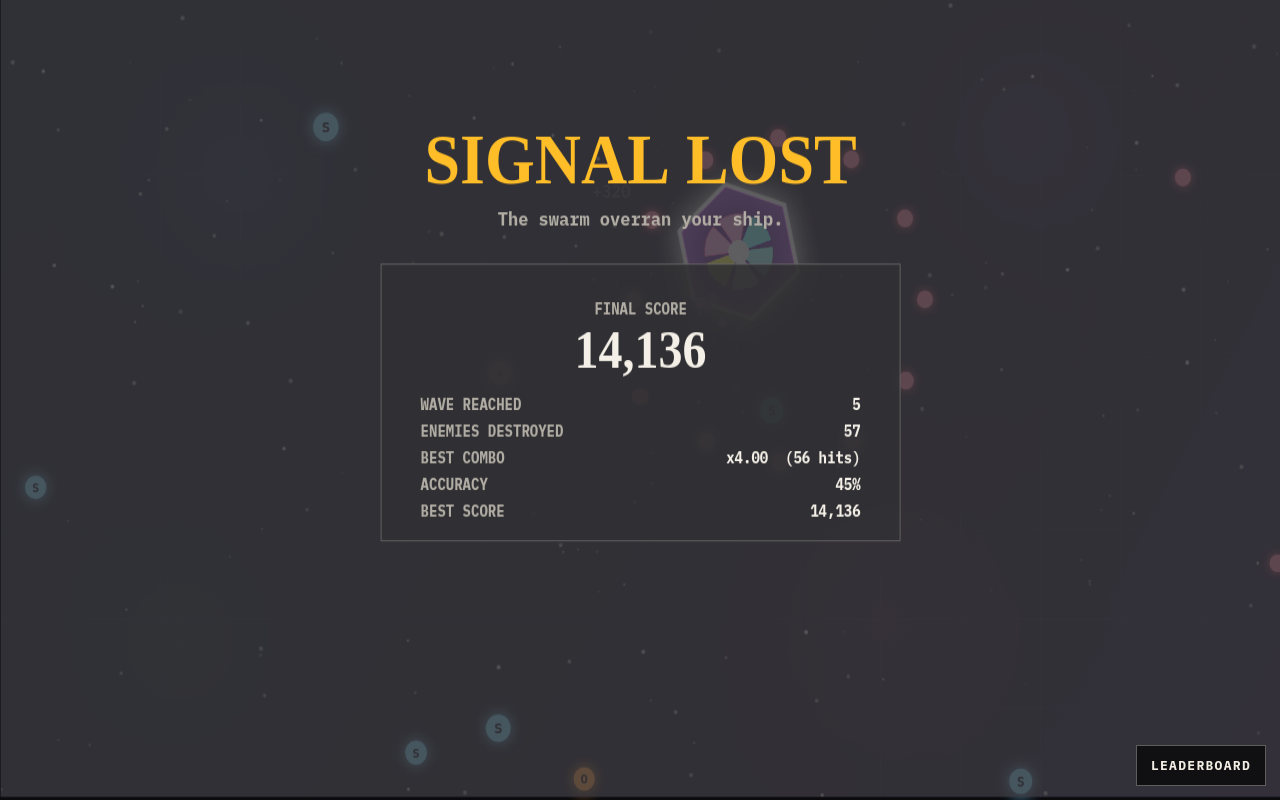 S
SIGNAL LOST
+320
The swarm overran your ship.
FINAL SCORE
14,136
WAVE REACHED 5
ENEMIES DESTROYED 57
BEST COMBO x4.00 (56 hits)
ACCURACY 45%
S
BEST SCORE 14,136
S
S
O
S
LEADERBOARD